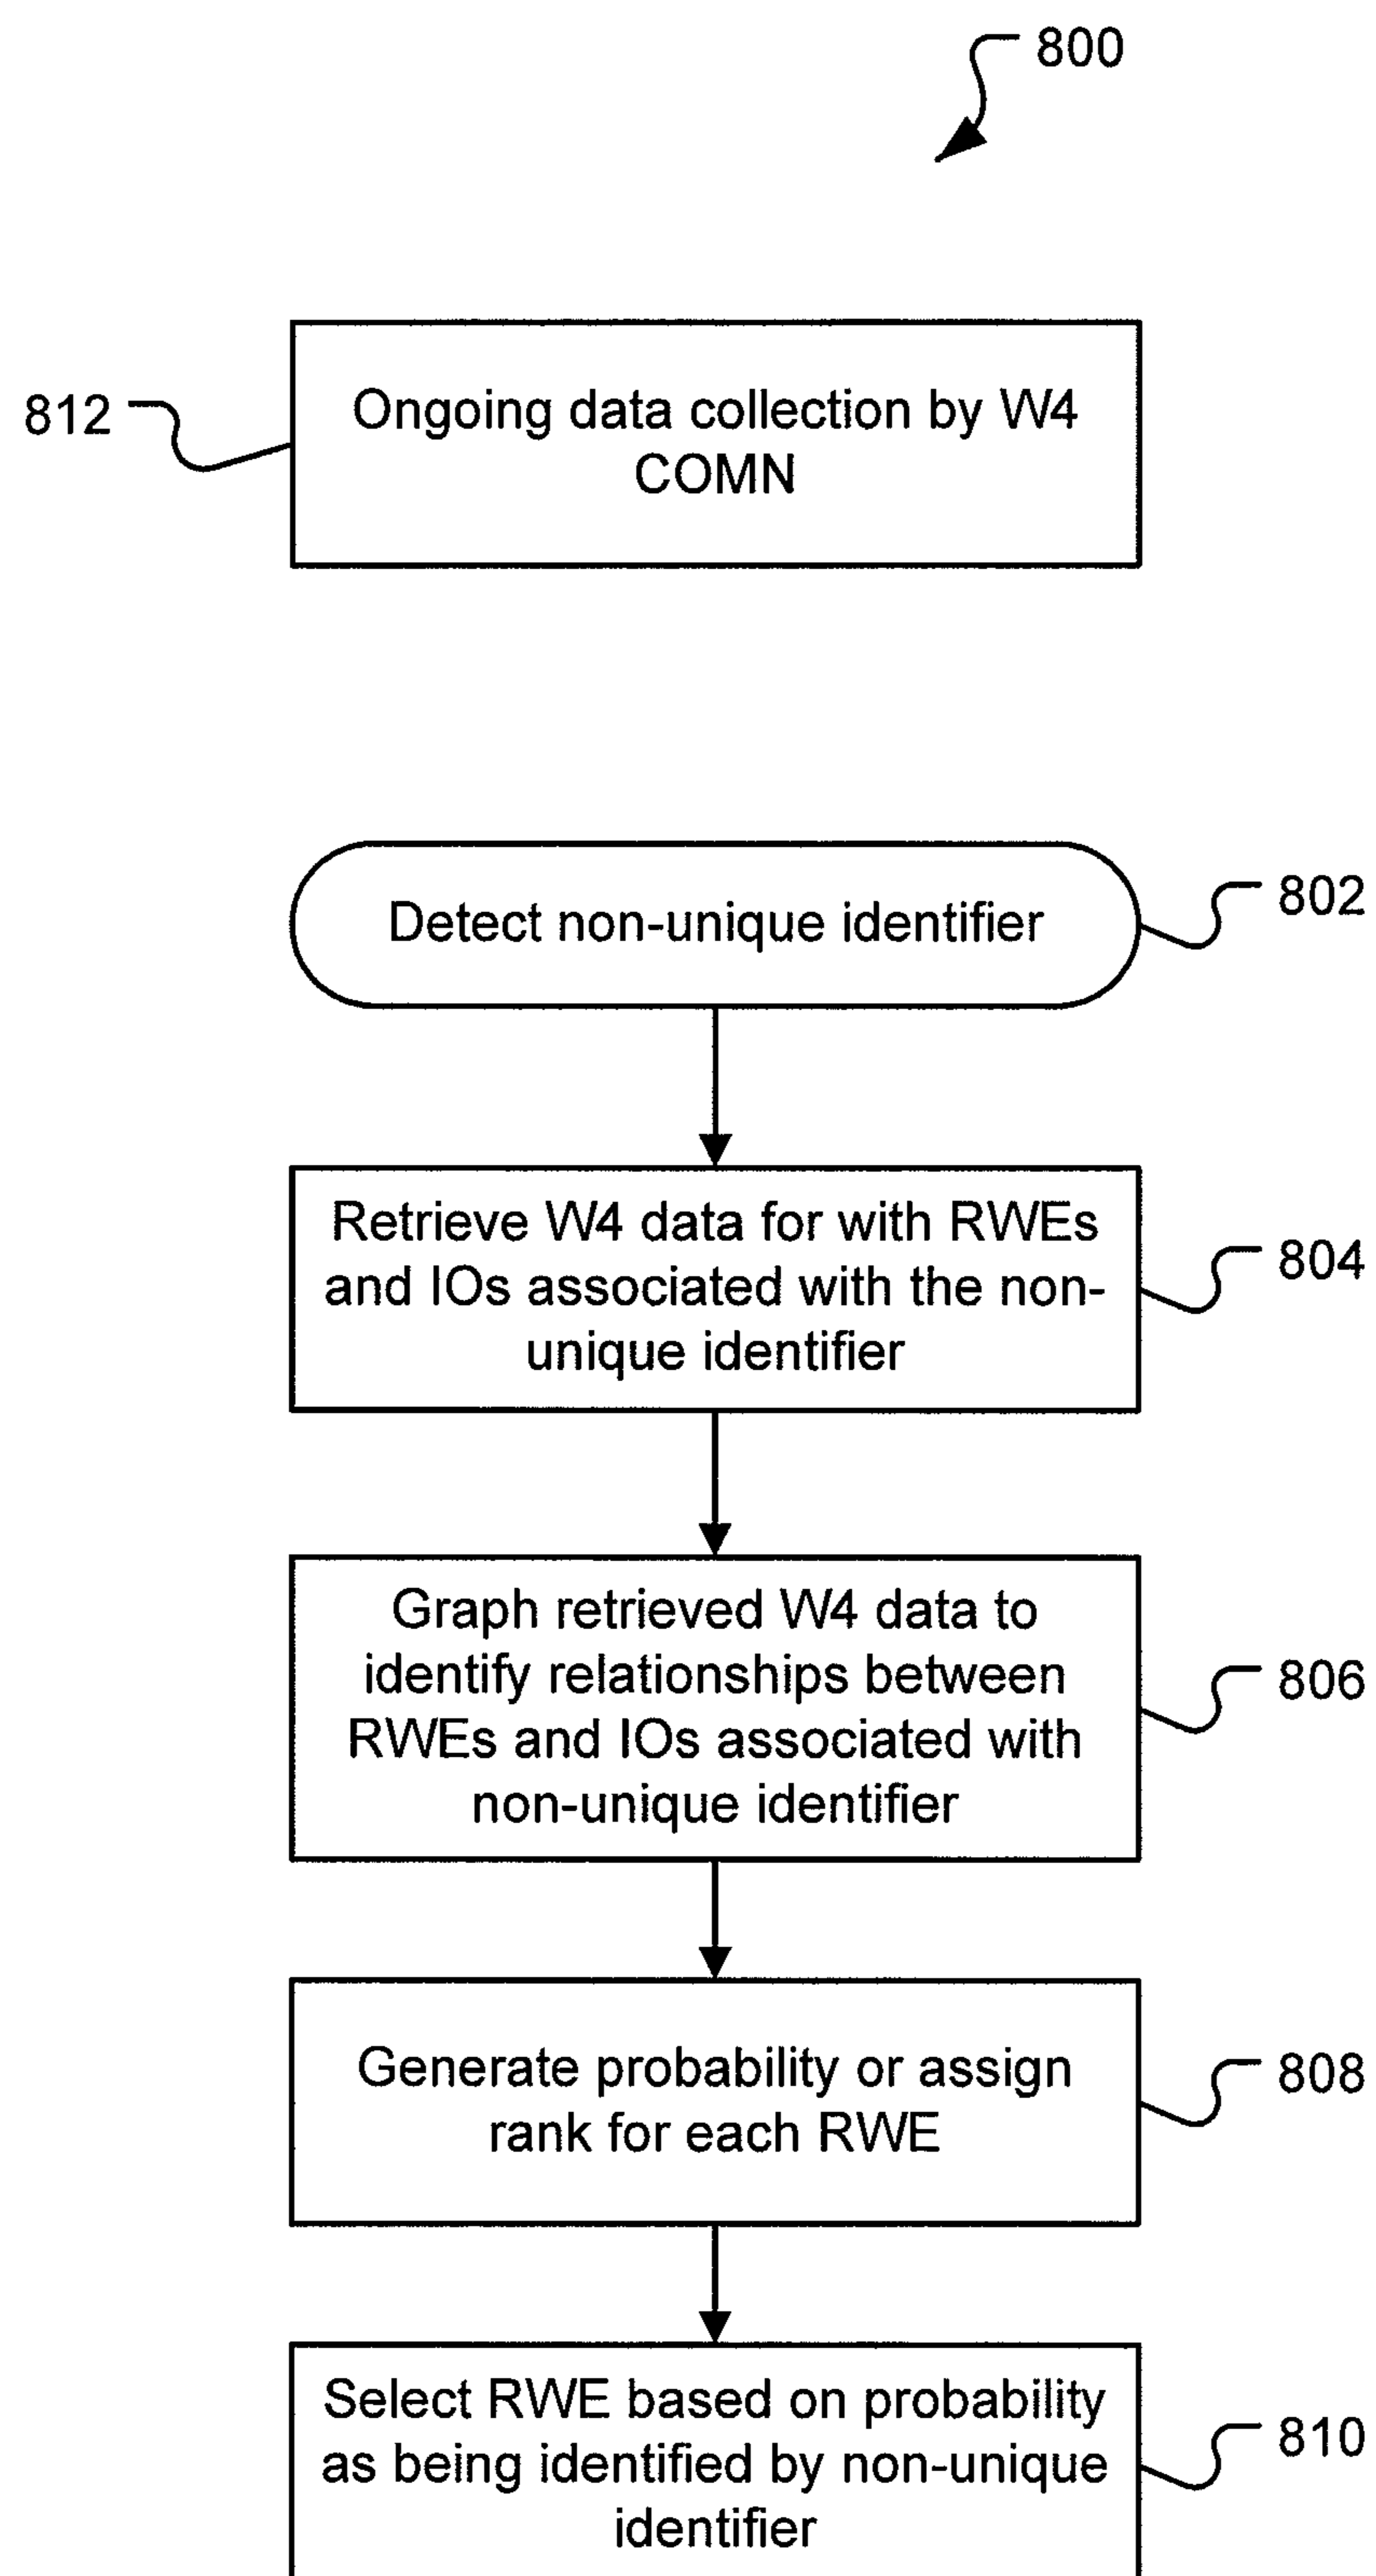 800
812
Ongoing data collection by W4
COMN
Detect non-unique identifier
802
Retrieve W4 data for with RWEs
and IOs associated with the non-
unique identifier
804
Graph retrieved W4 data to
identify relationships between
RWEs and IOs associated with
non-unique identifier
806
Generate probability or assign
rank for each RWE
808
Select RWE based on probability
as being identified by non-unique
identifier
810